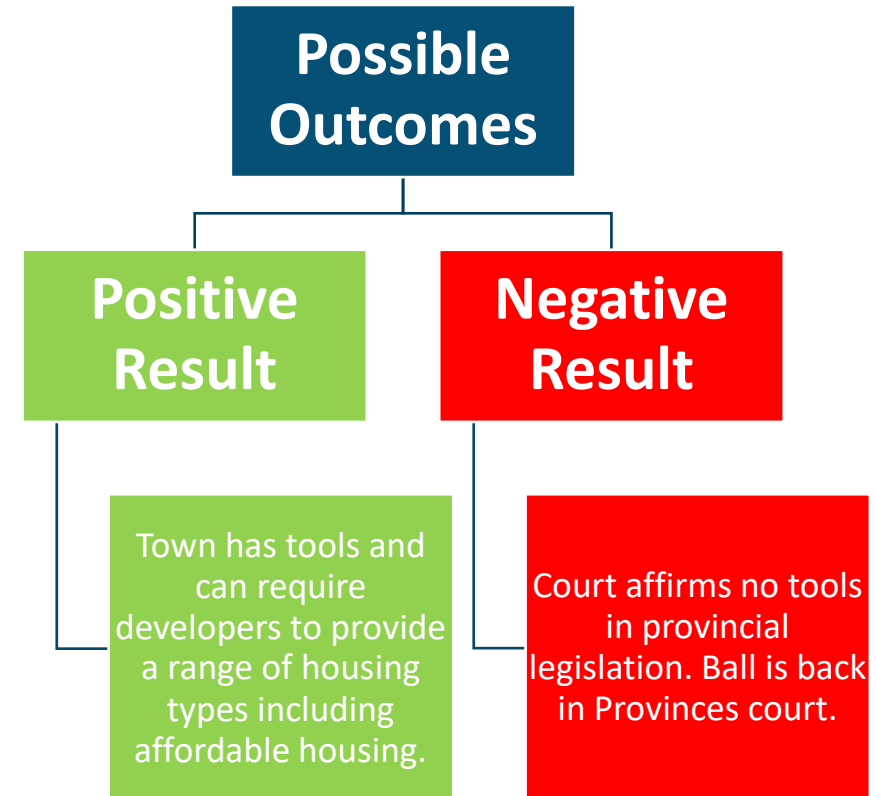 Possible
Outcomes
Positive
Result
Negative
Result
Town has tools and
can require
developers to provide
a range of housing
types including
affordable housing.
Court affirms no tools
in provincial
legislation. Ball is back
in Provinces court.